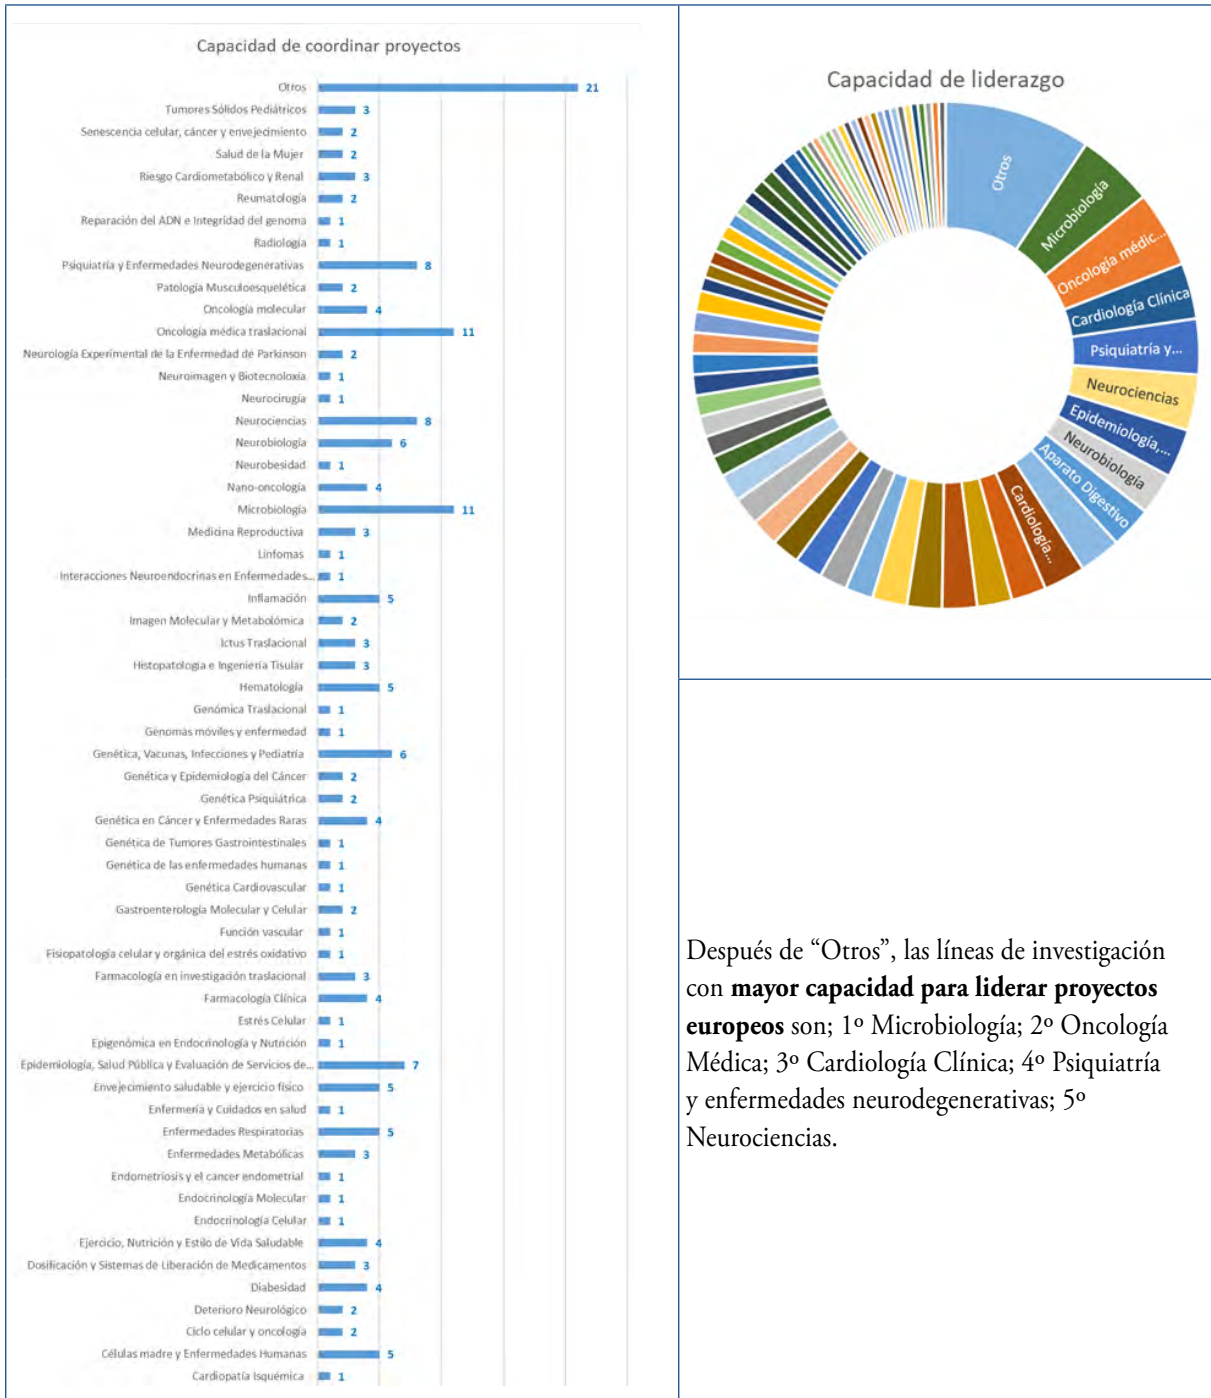 Capacidad de coordinar proyectos
Otros 21
Tumores Sólidos Pediátricos 3
Senescencia celular, cáncer y envejecimiento 2
Salud de la Mujer 2
Riesgo Cardiometabólico y Renal 3
Reumatología 2
Reparación del ADN e Integridad del genoma 1
Radiología 1
Psiquiatría y Enfermedades Neurodegenerativas 8
Patología Musculoesquelética 2
Oncología molecular 4
Oncología médica traslacional 11
Neurología Experimental de la Enfermedad de Parkinson 2
Neuroimagen y Biotecnoloxía 1
Neurocirugía 1
Neurociencias 8
Neurobiología 6
Neurobesidad 1
Nano-oncología 4
Microbiología 11
Medicina Reproductiva 3
Linfomas 1
Interacciones Neuroendocrinas en Enfermedades... 1
Inflamación 5
Imagen Molecular y Metabolómica 2
Ictus Traslacional 3
Histopatología e Ingeniería Tisular 3
Hematología 5
Genómica Traslacional 1
Genomas móviles y enfermedad 1
Genética, Vacunas, Infecciones y Pediatría 6
Genética y Epidemiología del Cáncer 2
Genética Psiquiátrica 2
Genética en Cáncer y Enfermedades Raras 4
Genética de Tumores Gastrointestinales 1
Genética de las enfermedades humanas 1
Genética Cardiovascular 1
Gastroenterología Molecular y Celular 2
Función vascular 1
Fisiopatología celular y orgánica del estrés oxidativo 1
Farmacología en investigación traslacional 3
Farmacología Clínica 4
Estrés Celular 1
Epigenómica en Endocrinología y Nutrición 1
Epidemiología, Salud Pública y Evaluación de Servicios de... 7
Envejecimiento saludable y ejercicio físico 5
Enfermería y Cuidados en salud 1
Enfermedades Respiratorias 5
Enfermedades Metabólicas 3
Endometriosis y el cancer endometrial 1
Endocrinología Molecular 1
Endocrinología Celular 1
Ejercicio, Nutrición y Estilo de Vida Saludable 4
Dosificación y Sistemas de Liberación de Medicamentos 3
Diabesidad 4
Deterioro Neurológico 2
Ciclo celular y oncología 2
Células madre y Enfermedades Humanas 5
Cardiopatía Isquémica 1
Capacidad de liderazgo
Otros
Microbiología
Oncología médic...
Cardiología Clínica
Psiquiatría y...
Neurociencias
Epidemiología,...
Neurobiología
Aparato Digestivo
Cardiología...
Después de “Otros”, las líneas de investigación
con mayor capacidad para liderar proyectos
europeos son; 1º Microbiología; 2º Oncología
Médica; 3º Cardiología Clínica; 4º Psiquiatría
y enfermedades neurodegenerativas; 5º
Neurociencias.